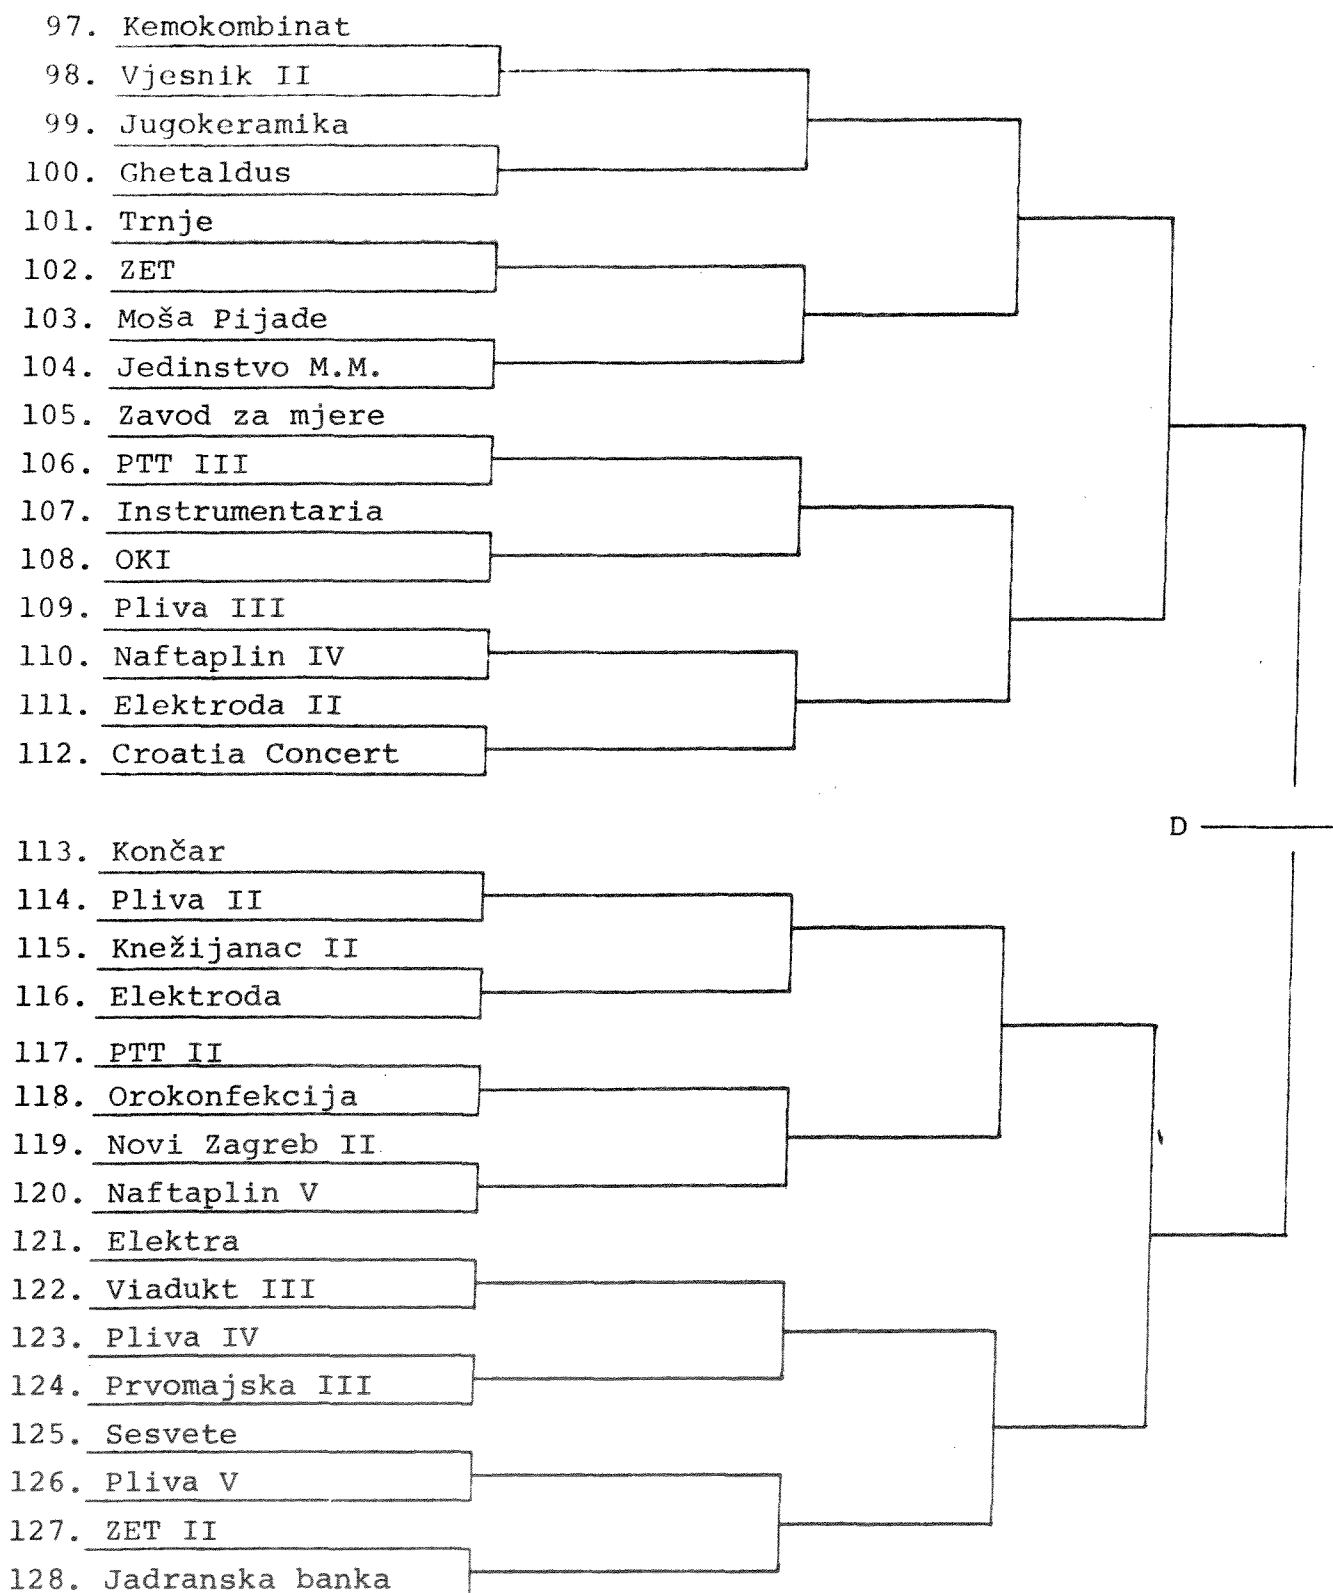 97. Kemokombinat
98. Vjesnik II
99. Jugokeramika
100. Ghetaldus
101. Trnje
102. ZET
103. Moša Pijade
104. Jedinstvo M.M.
105. Zavod za mjere
106. PTT III
107. Instrumentaria
108. OKI
109. Pliva III
110. Naftaplin IV
111. Elektroda II
112. Croatia Concert
D
113. Končar
114. Pliva II
115. Knežijanac II
116. Elektroda
117. PTT II
118. Orokonfekcija
119. Novi Zagreb II
120. Naftaplin V
121. Elektra
122. Viadukt III
123. Pliva IV
124. Prvomajska III
125. Sesvete
126. Pliva V
127. ZET II
128. Jadranska banka